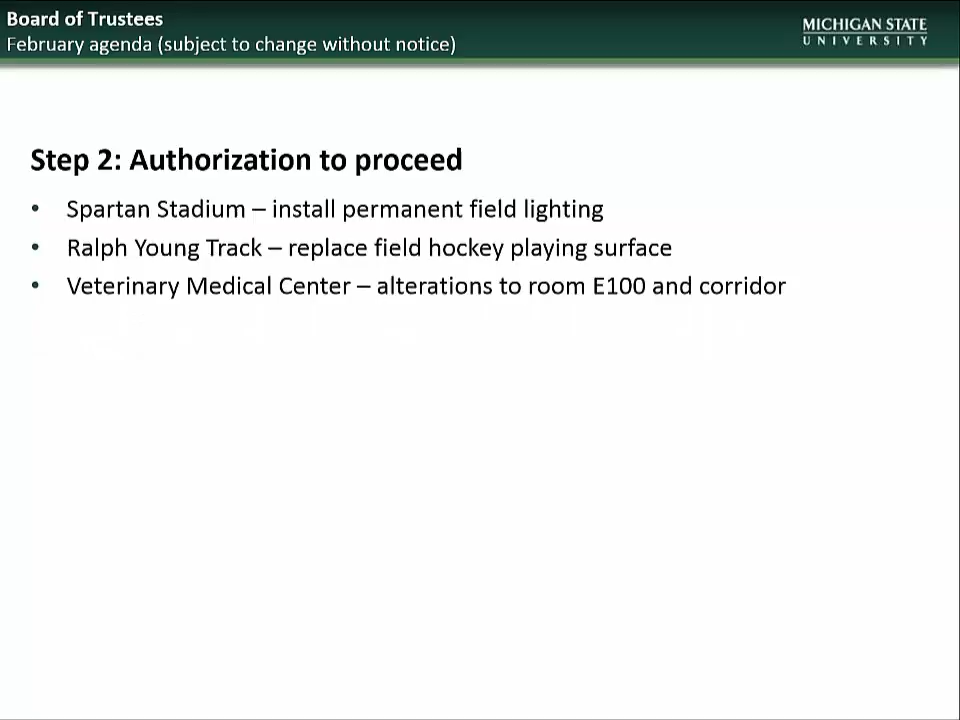 Board of Trustees
February agenda (subject to change without notice)
MICHIGAN STATE
UNIVERSITY
Step 2: Authorization to proceed
• Spartan Stadium – install permanent field lighting
• Ralph Young Track – replace field hockey playing surface
• Veterinary Medical Center – alterations to room E100 and corridor